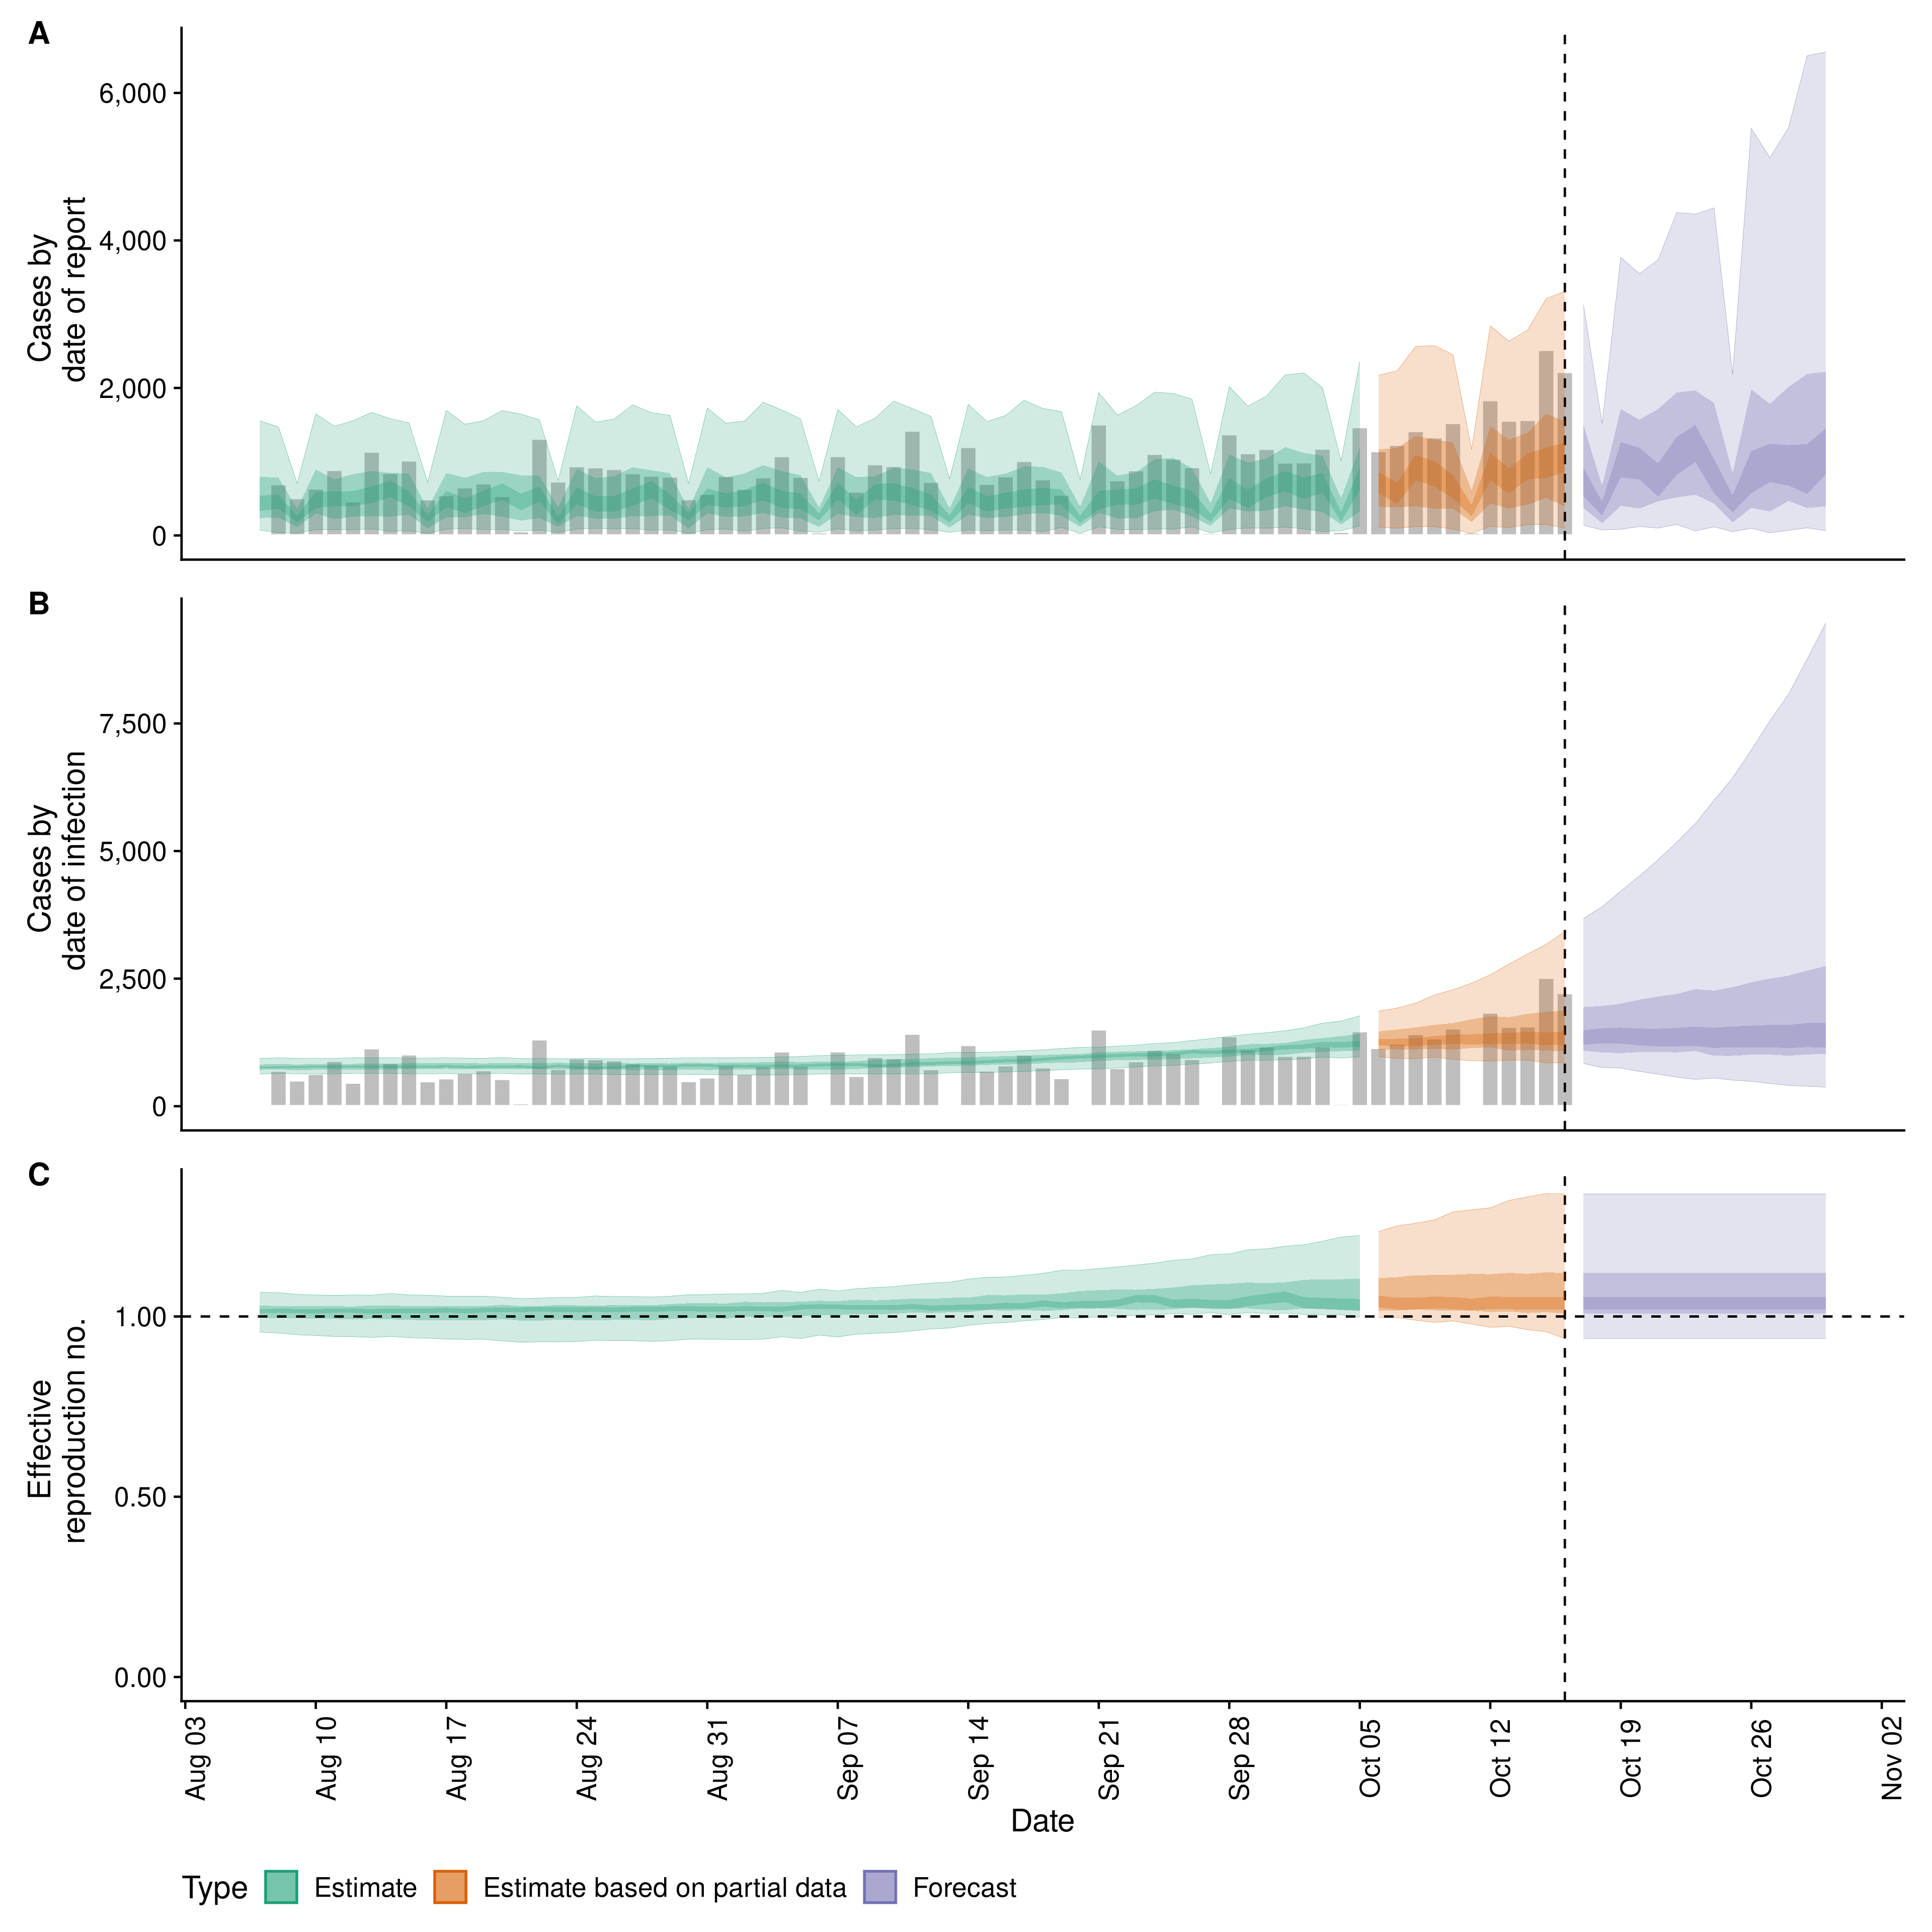 A
Cases by
date of report
6,000
4,000
2,000
0
B
Cases by
date of infection
7,500
5,000
2,500
0
C
Effective
reproduction no.
1.00
0.50
0.00
Aug 03
Aug 10
Aug 17
Aug 24
Aug 31
Sep 07
Sep 14
Sep 21
Sep 28
Oct 05
Oct 12
Oct 19
Oct 26
Nov 02
Date
Type Estimate Estimate based on partial data Forecast